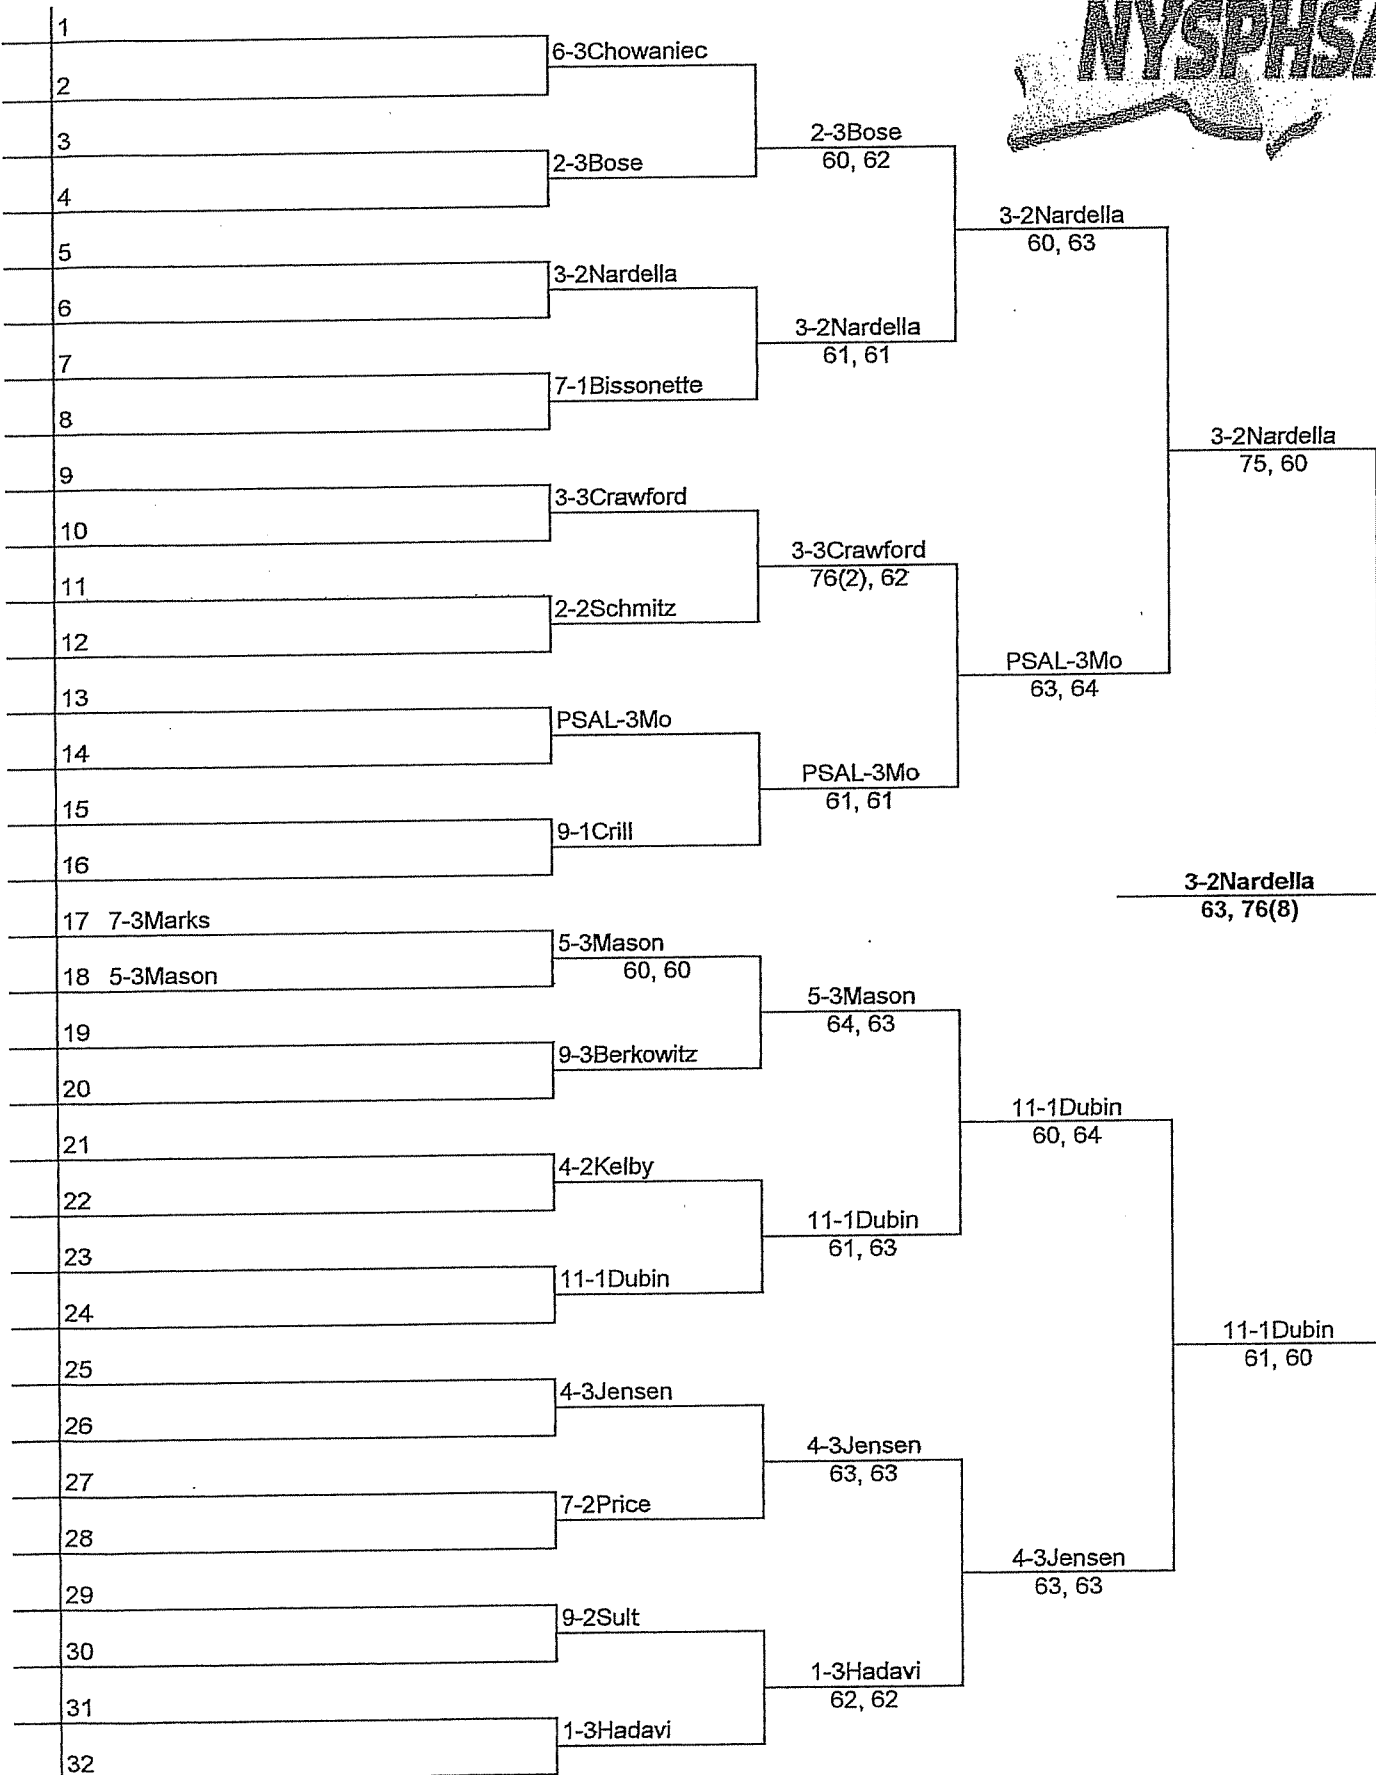 NYSPHSA
1
6-3Chowaniec
2
2-3Bose
60, 62
3
2-3Bose
4
3-2Nardella
60, 63
5
3-2Nardella
6
3-2Nardella
61, 61
7
7-1Bissonette
8
3-2Nardella
75, 60
9
3-3Crawford
10
3-3Crawford
76(2), 62
11
2-2Schmitz
12
PSAL-3Mo
63, 64
13
PSAL-3Mo
14
PSAL-3Mo
61, 61
15
9-1Crill
16
3-2Nardella
63, 76(8)
17 7-3Marks
5-3Mason
60, 60
18 5-3Mason
5-3Mason
64, 63
19
9-3Berkowitz
20
11-1Dubin
60, 64
21
4-2Kelby
22
11-1Dubin
61, 63
23
11-1Dubin
24
11-1Dubin
61, 60
25
4-3Jensen
26
4-3Jensen
63, 63
27
7-2Price
28
4-3Jensen
63, 63
29
9-2Sult
30
1-3Hadavi
62, 62
31
1-3Hadavi
32